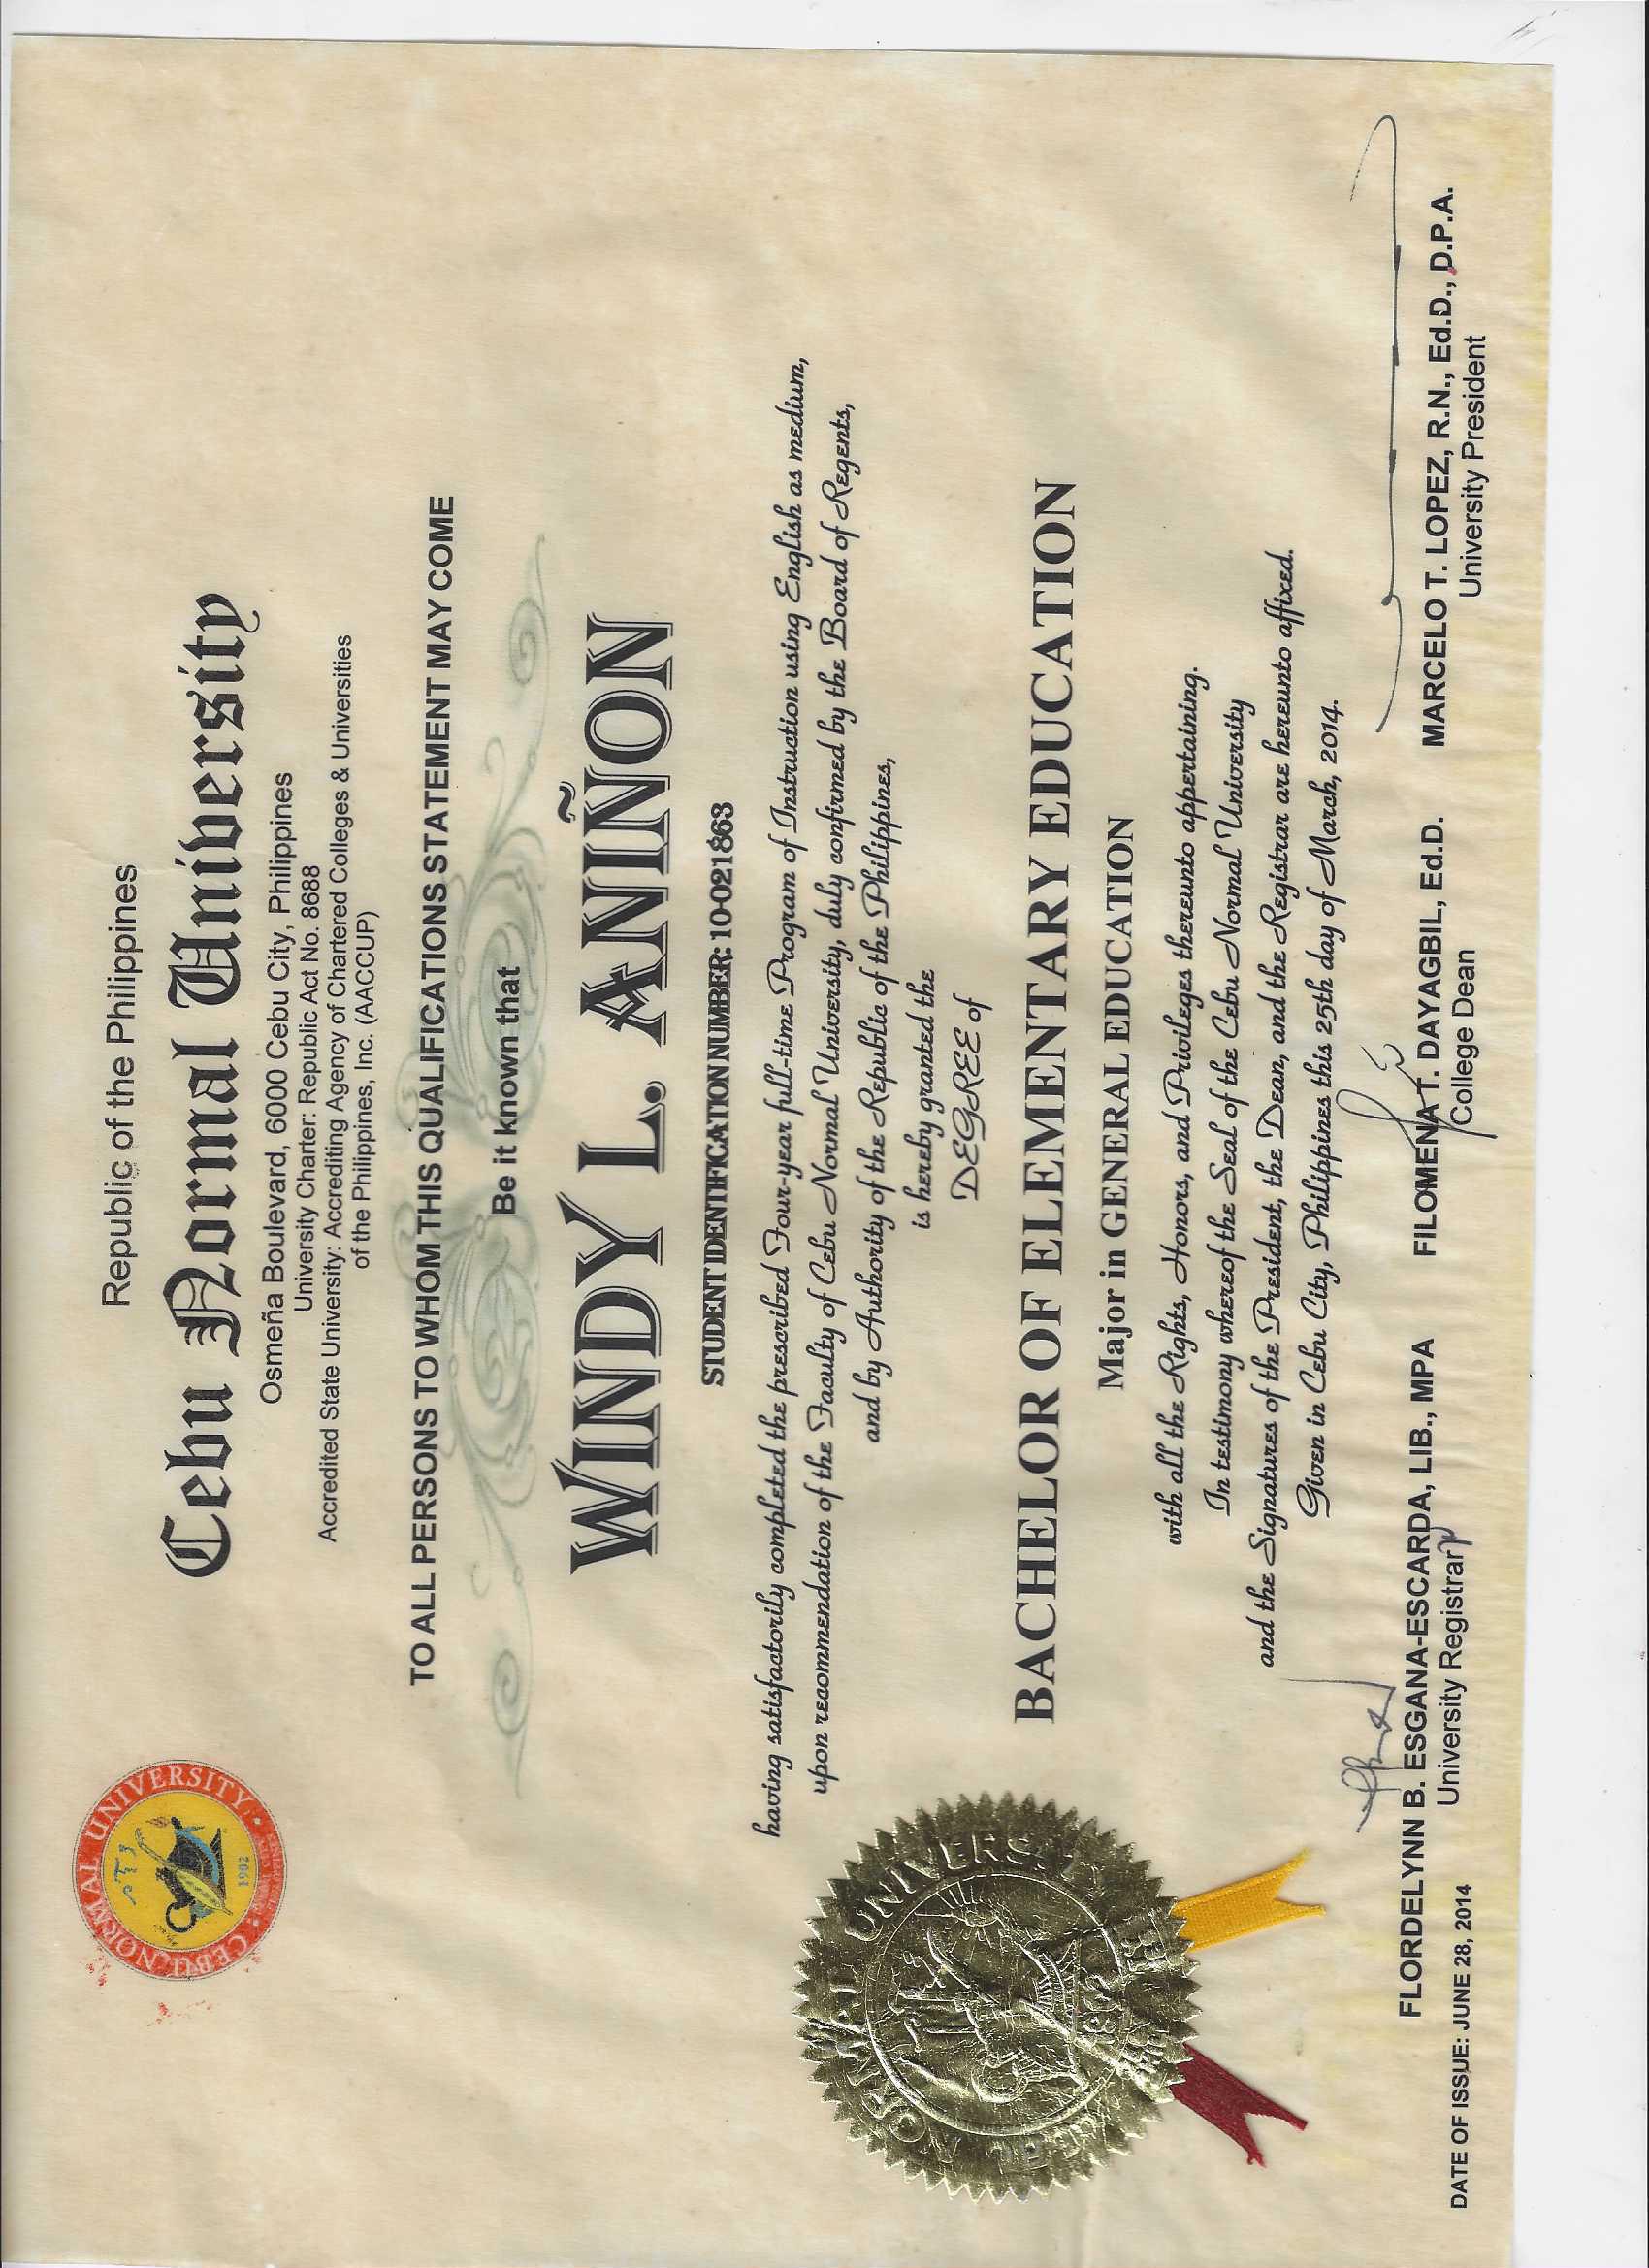 Republic of the Philippines
Cebu Normal University
Osmeña Boulevard, 6000 Cebu City, Philippines
University Charter: Republic Act No. 8688
Accredited State University: Accrediting Agency of Chartered Colleges & Universities
of the Philippines, Inc. (AACCUP)
CEBU NORMAL UNIVERSITY
1902
TO ALL PERSONS TO WHOM THIS QUALIFICATIONS STATEMENT MAY COME
Be it known that
WINDY L. ANIÑON
STUDENT IDENTIFICATION NUMBER: 10-021863
having satisfactorily completed the prescribed Four-year full-time Program of Instruction using English as medium,
upon recommendation of the Faculty of Cebu Normal University, duly confirmed by the Board of Regents,
and by Authority of the Republic of the Philippines,
is hereby granted the
DEGREE of
BACHELOR OF ELEMENTARY EDUCATION
Major in GENERAL EDUCATION
with all the Rights, Honors, and Privileges thereunto appertaining.
In testimony whereof the Seal of the Cebu Normal University
and the Signatures of the President, the Dean, and the Registrar are hereunto affixed.
Given in Cebu City, Philippines this 25th day of March, 2014.
NORMAL UNIVERSITY
FLORDELYNN B. ESGANA-ESCARDA, LIB., MPA
University Registrar
FILOMENA T. DAYAGBIL, Ed.D.
College Dean
MARCELO T. LOPEZ, R.N., Ed.D., D.P.A.
University President
DATE OF ISSUE: JUNE 28, 2014